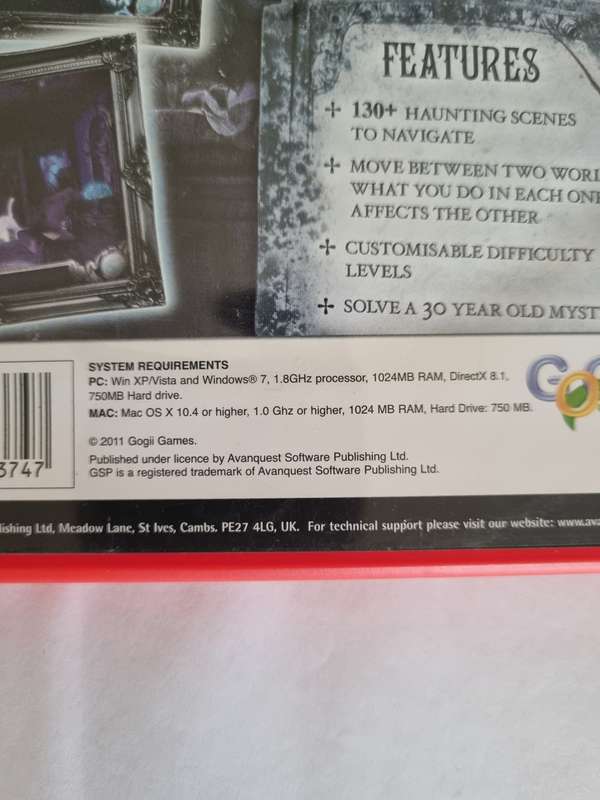 FEATURES
130+ HAUNTING SCENES
TO NAVIGATE
MOVE BETWEEN TWO
WHAT YOU DO IN EACH ONE
AFFECTS THE OTHER
CUSTOMISABLE DIFFICULTY
LEVELS
SOLVE A 30 YEAR OLD
SYSTEM REQUIREMENTS
PC: Win XP/Vista and Windows® 7, 1.8GHz processor, 1024MB RAM, DirectX 8.1,
750MB Hard drive.
MAC: Mac OS X 10.4 or higher, 1.0 Ghz or higher, 1024 MB RAM, Hard Drive: 750 MB.
© 2011 Gogii Games.
Published under licence by Avanquest Software Publishing Ltd.
GSP is a registered trademark of Avanquest Software Publishing Ltd.
3747
ishing Ltd, Meadow Lane, St Ives, Cambs. PE27 4LG, UK. For technical support please visit our website: www.ava